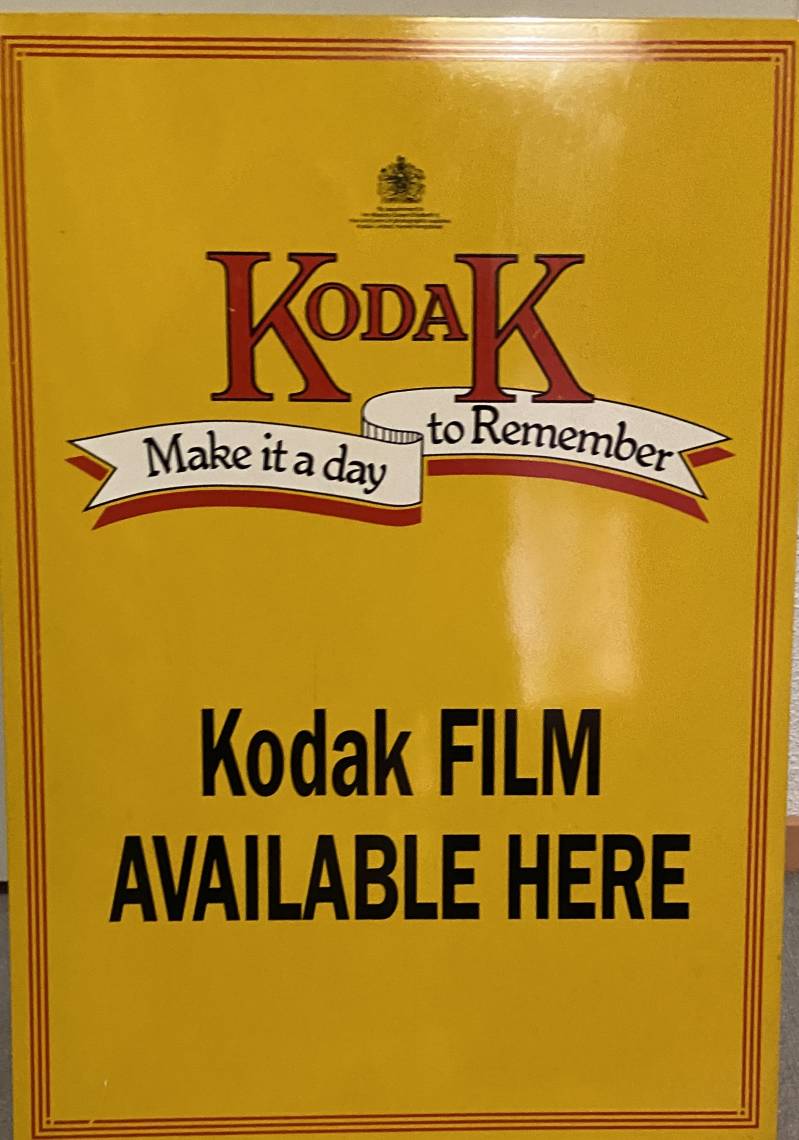 KODAK
Make it a day to Remember
Kodak FILM
AVAILABLE HERE